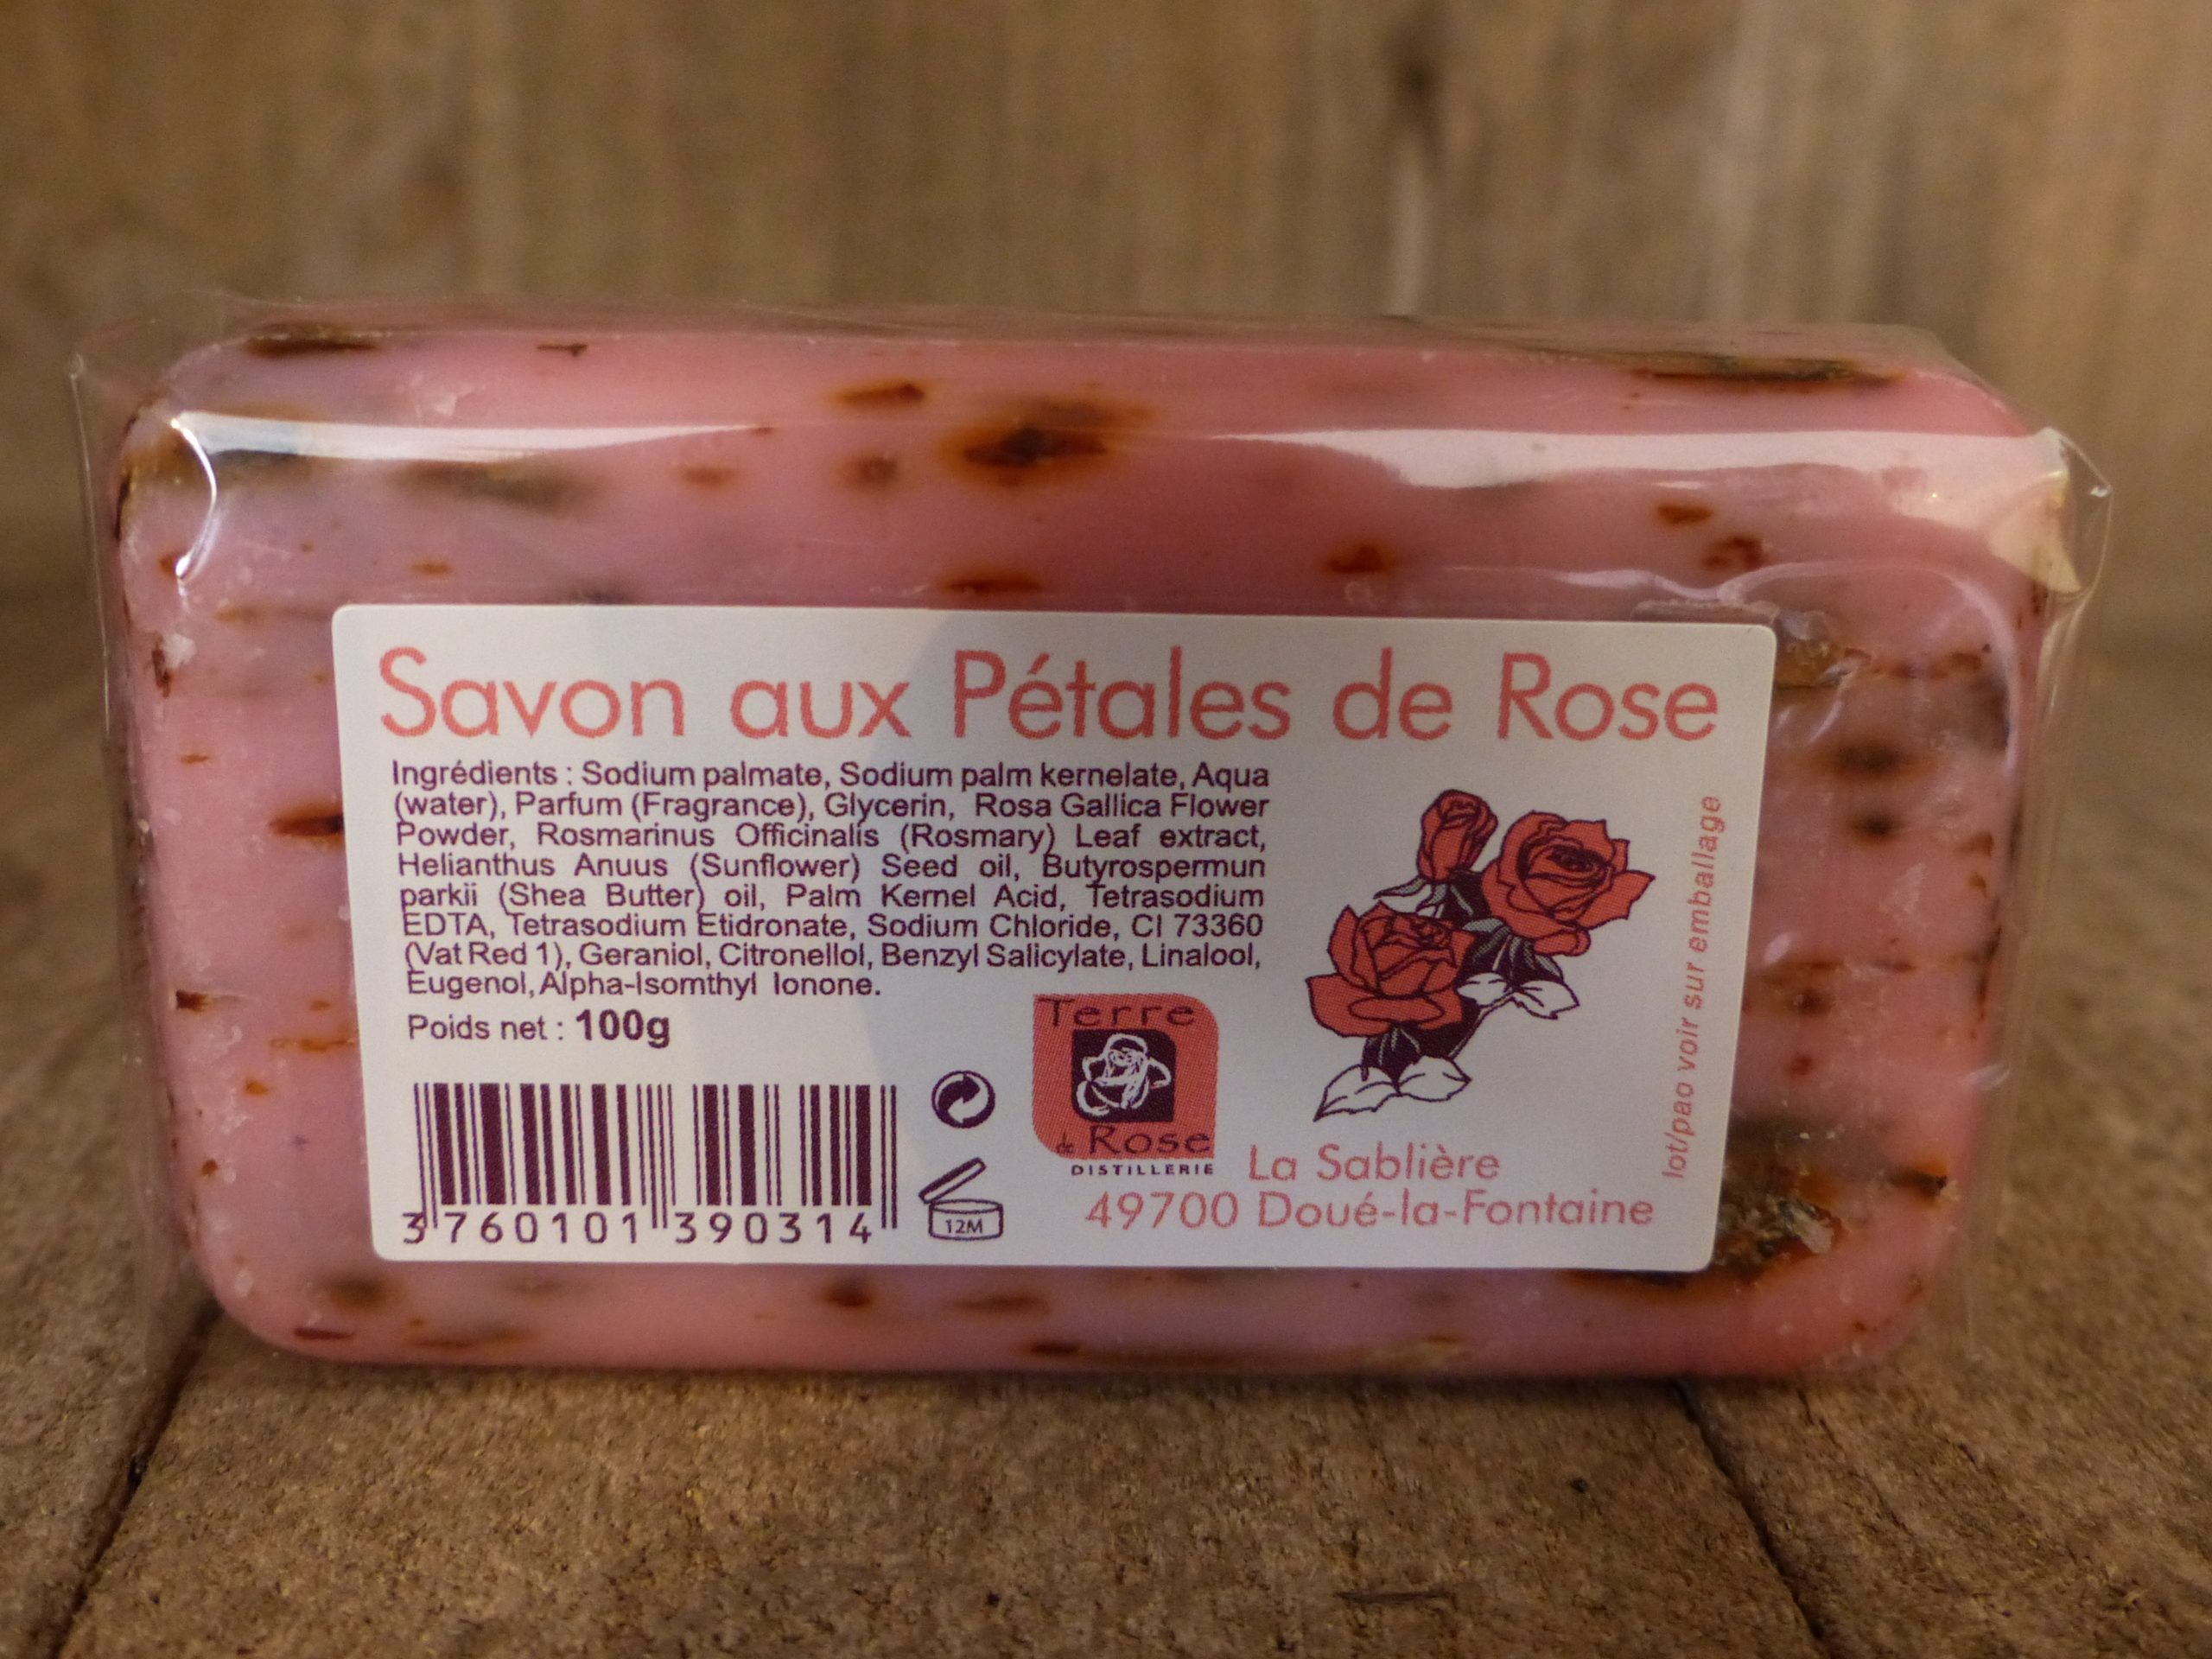 Savon aux Pétales de Rose
Ingrédients : Sodium palmate, Sodium palm kernelate, Aqua
(water), Parfum (Fragrance), Glycerin, Rosa Gallica Flower
Powder, Rosmarinus Officinalis (Rosmary) Leaf extract,
Helianthus Anuus (Sunflower) Seed oil, Butyrospermun
parkii (Shea Butter) oil, Palm Kernel Acid, Tetrasodium
EDTA, Tetrasodium Etidronate, Sodium Chloride, CI 73360
(Vat Red 1), Geraniol, Citronellol, Benzyl Salicylate, Linalool,
Eugenol, Alpha-Isomthyl Ionone.
Poids net : 100g
3 760101 390314
12M
Terre
de Rose
DISTILLERIE
La Sablière
49700 Doué-la-Fontaine
lot/pao voir sur emballage